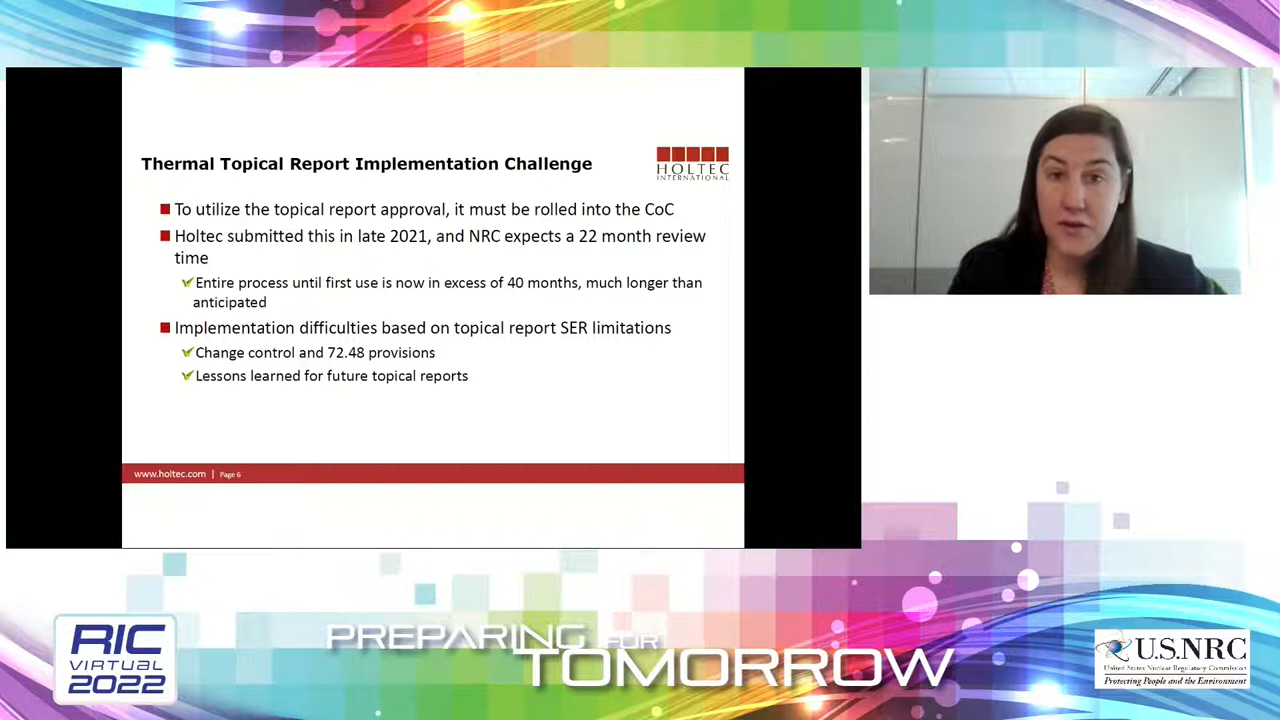 Thermal Topical Report Implementation Challenge
HOLTEC
INTERNATIONAL
To utilize the topical report approval, it must be rolled into the CoC
Holtec submitted this in late 2021, and NRC expects a 22 month review
time
Entire process until first use is now in excess of 40 months, much longer than
anticipated
Implementation difficulties based on topical report SER limitations
Change control and 72.48 provisions
Lessons learned for future topical reports
www.holtec.com | Page 6
RIC
VIRTUAL
2022
PREPARING FOR
TOMORROW
U.S.NRC
United States Nuclear Regulatory Commission
Protecting People and the Environment